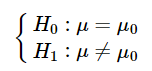 H₀ : μ = μ₀
H₁ : μ ≠ μ₀